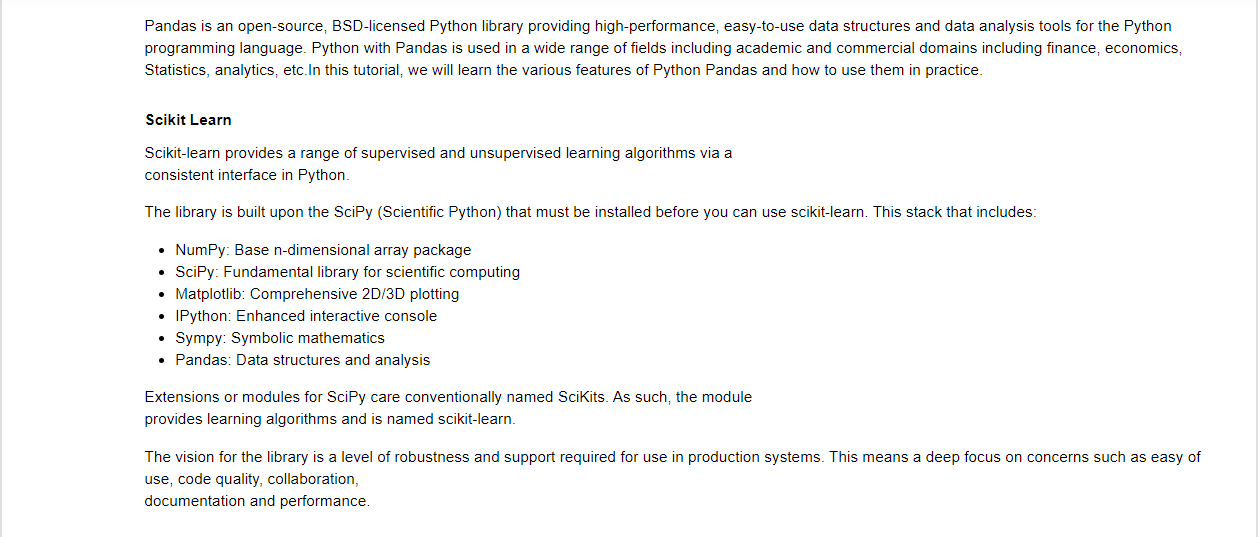 Pandas is an open-source, BSD-licensed Python library providing high-performance, easy-to-use data structures and data analysis tools for the Python
programming language. Python with Pandas is used in a wide range of fields including academic and commercial domains including finance, economics,
Statistics, analytics, etc.In this tutorial, we will learn the various features of Python Pandas and how to use them in practice.
Scikit Learn
Scikit-learn provides a range of supervised and unsupervised learning algorithms via a
consistent interface in Python.
The library is built upon the SciPy (Scientific Python) that must be installed before you can use scikit-learn. This stack that includes:
• NumPy: Base n-dimensional array package
• SciPy: Fundamental library for scientific computing
• Matplotlib: Comprehensive 2D/3D plotting
• IPython: Enhanced interactive console
• Sympy: Symbolic mathematics
• Pandas: Data structures and analysis
Extensions or modules for SciPy care conventionally named SciKits. As such, the module
provides learning algorithms and is named scikit-learn.
The vision for the library is a level of robustness and support required for use in production systems. This means a deep focus on concerns such as easy of
use, code quality, collaboration,
documentation and performance.